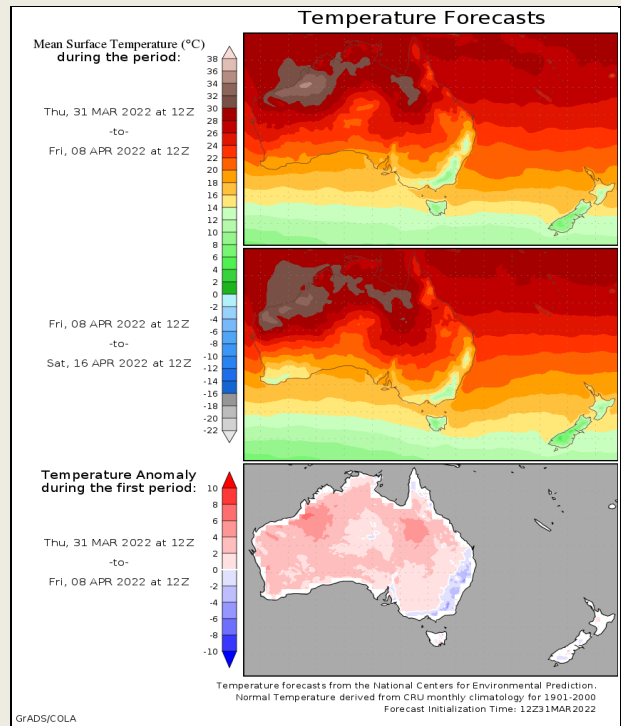 Temperature Forecasts
Mean Surface Temperature (°C)
during the period:
Thu, 31 MAR 2022 at 12Z
-to-
Fri, 08 APR 2022 at 12Z
38
36
34
32
30
28
26
24
22
20
18
16
14
12
10
8
6
4
2
0
-2
-4
-6
-8
-10
-12
-14
-16
-18
-20
-22
Fri, 08 APR 2022 at 12Z
-to-
Sat, 16 APR 2022 at 12Z
Temperature Anomaly
during the first period:
Thu, 31 MAR 2022 at 12Z
-to-
Fri, 08 APR 2022 at 12Z
10
8
6
4
2
0
-2
-4
-6
-8
-10
Temperature forecasts from the National Centers for Environmental Prediction.
Normal Temperature derived from CRU monthly climatology for 1901-2000
Forecast Initialization Time: 12Z31MAR2022
GrADS/COLA